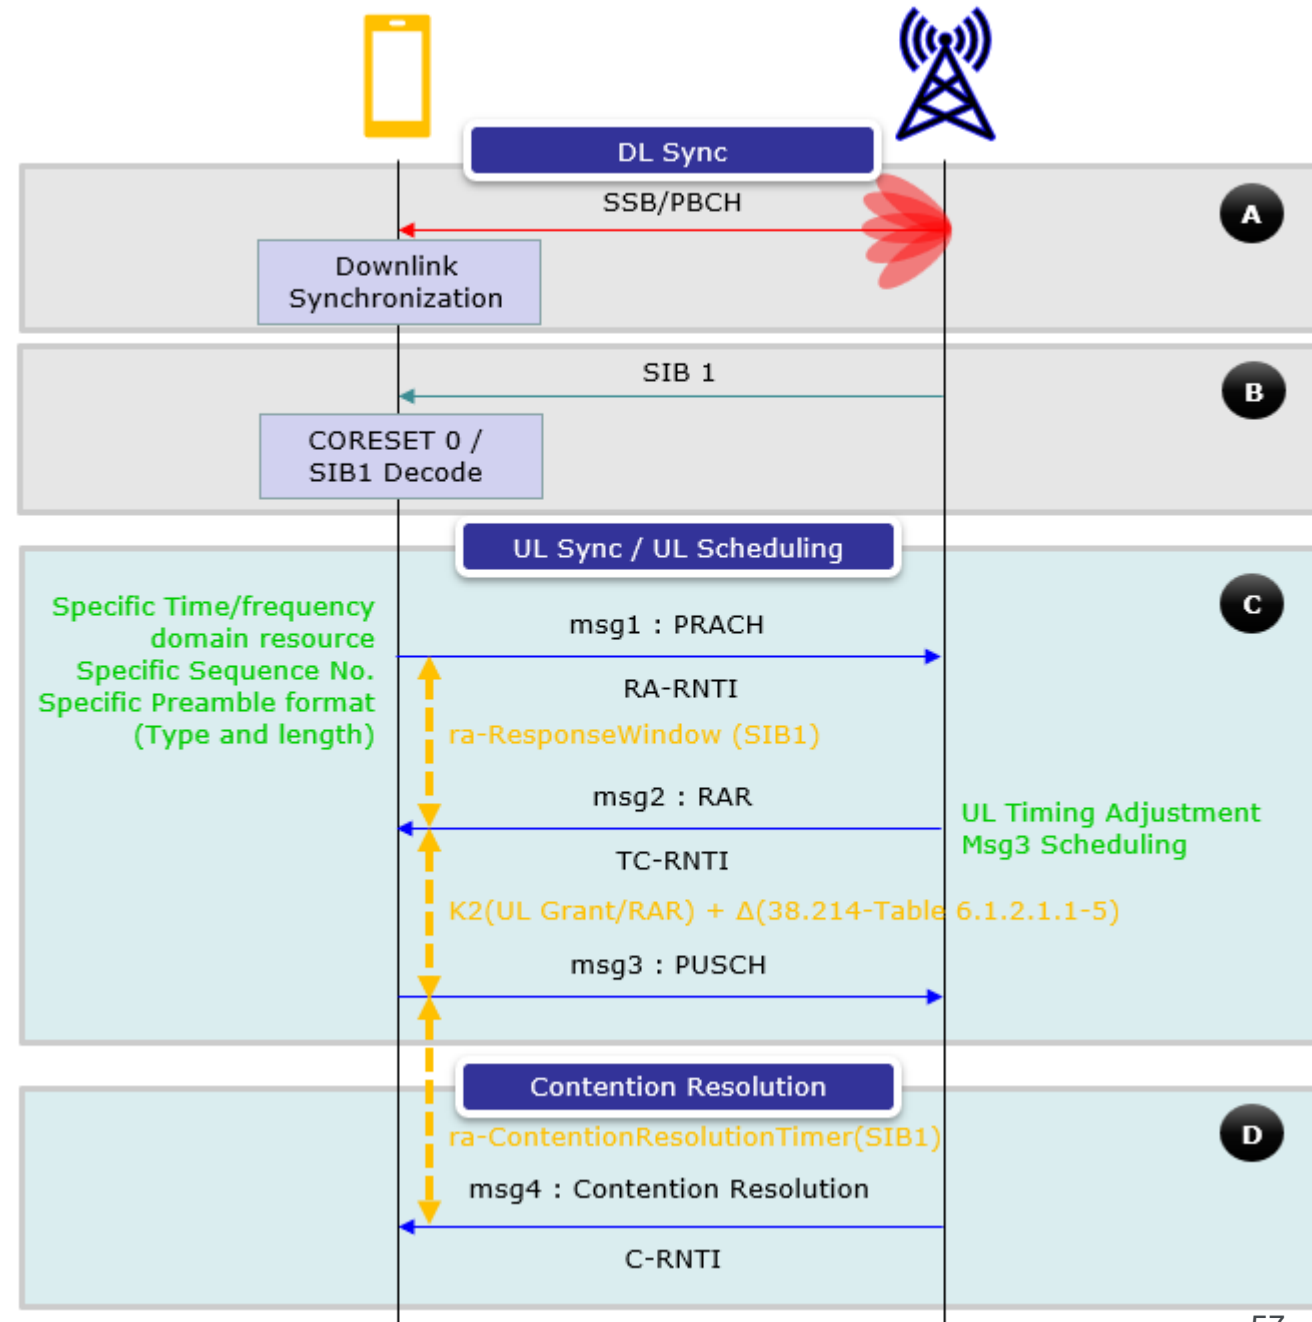 DL Sync
SSB/PBCH
A
Downlink
Synchronization
SIB 1
B
CORESET 0 /
SIB1 Decode
UL Sync / UL Scheduling
C
Specific Time/frequency
domain resource
Specific Sequence No.
Specific Preamble format
(Type and length)
msg1 : PRACH
RA-RNTI
ra-ResponseWindow (SIB1)
msg2 : RAR
UL Timing Adjustment
Msg3 Scheduling
TC-RNTI
K2(UL Grant/RAR) + Δ(38.214-Table 6.1.2.1.1-5)
msg3 : PUSCH
Contention Resolution
D
ra-ContentionResolutionTimer(SIB1)
msg4 : Contention Resolution
C-RNTI